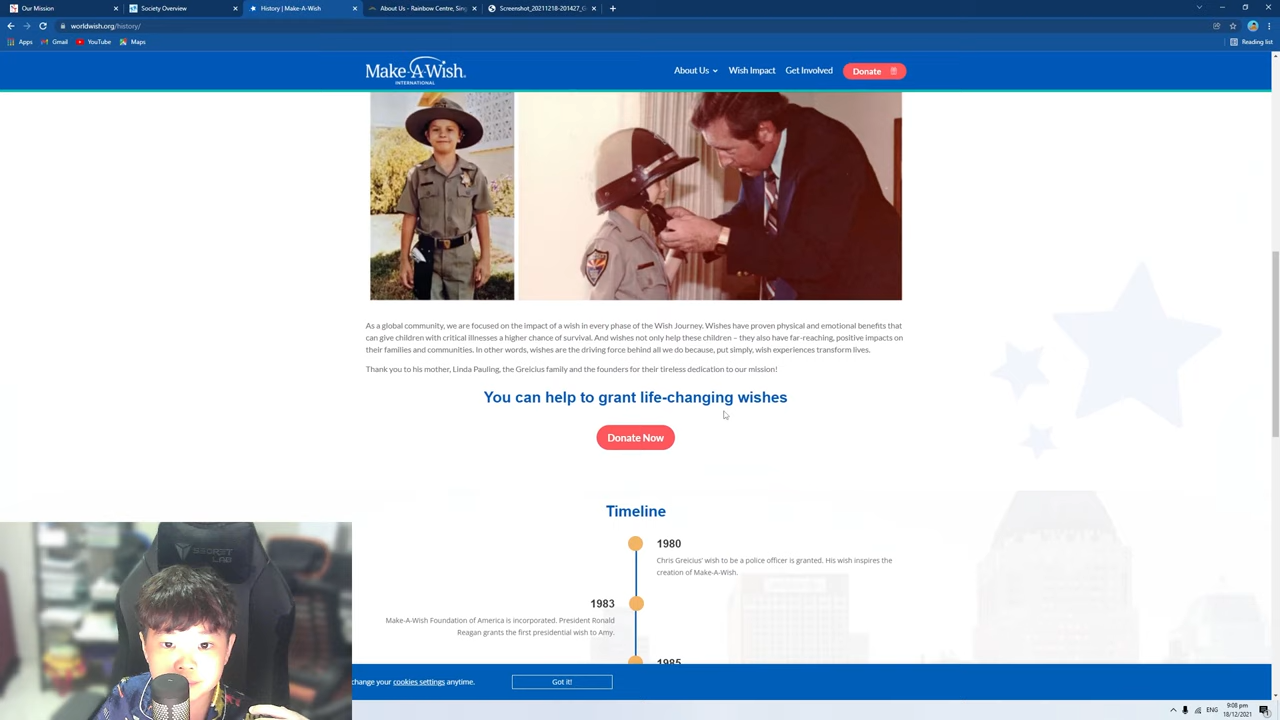 Our Mission
Society Overview
History | Make-A-Wish
About Us - Rainbow Centre, Sing
Screenshot_20211218-201427_G
worldwish.org/history/
Apps
Gmail
YouTube
Maps
Reading list
Make-A-Wish.
INTERNATIONAL
About Us
Wish Impact
Get Involved
Donate
As a global community, we are focused on the impact of a wish in every phase of the Wish Journey. Wishes have proven physical and emotional benefits that
can give children with critical illnesses a higher chance of survival. And wishes not only help these children – they also have far-reaching, positive impacts on
their families and communities. In other words, wishes are the driving force behind all we do because, put simply, wish experiences transform lives.
Thank you to his mother, Linda Pauling, the Greicius family and the founders for their tireless dedication to our mission!
You can help to grant life-changing wishes
Donate Now
Timeline
1980
Chris Greicius' wish to be a police officer is granted. His wish inspires the
creation of Make-A-Wish.
1983
Make-A-Wish Foundation of America is incorporated. President Ronald
Reagan grants the first presidential wish to Amy.
1985
change your cookies settings anytime.
Got it!
SECRET
LAB
ENG
9:08 pm
18/12/2021